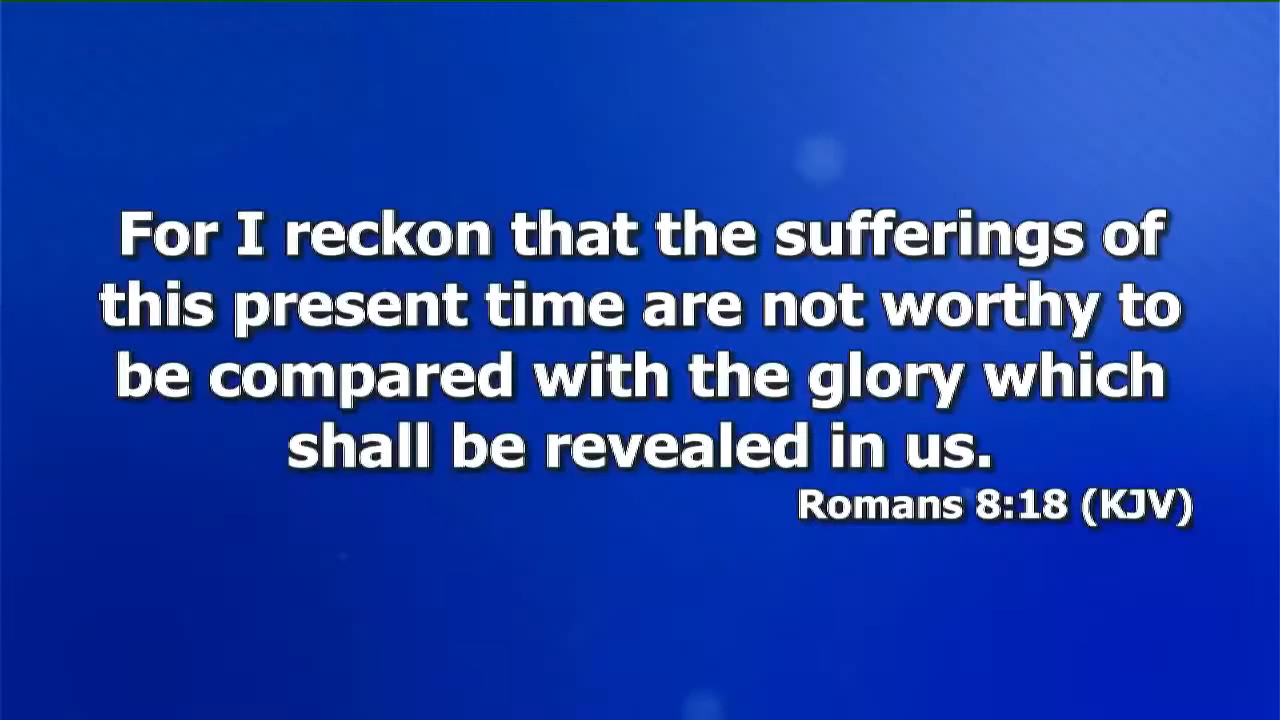 For I reckon that the sufferings of
this present time are not worthy to
be compared with the glory which
shall be revealed in us.
Romans 8:18 (KJV)